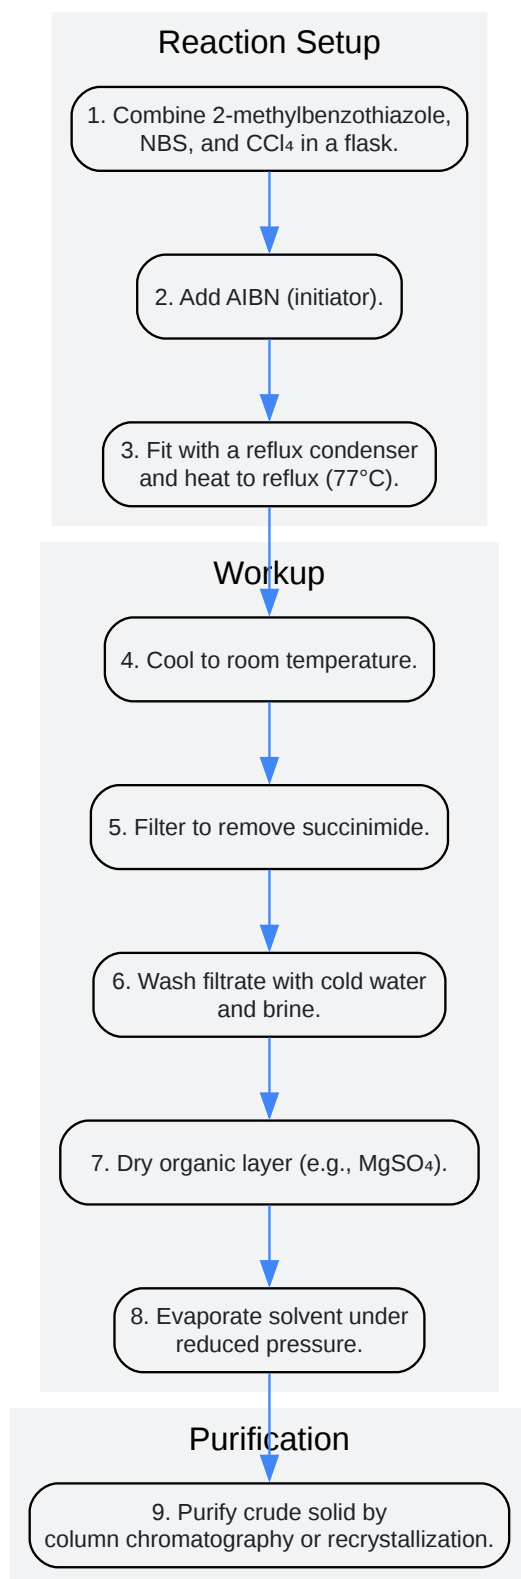 Reaction Setup
1. Combine 2-methylbenzothiazole,
NBS, and CCl₄ in a flask.
2. Add AIBN (initiator).
3. Fit with a reflux condenser
and heat to reflux (77°C).
Workup
4. Cool to room temperature.
5. Filter to remove succinimide.
6. Wash filtrate with cold water
and brine.
7. Dry organic layer (e.g., MgSO₄).
8. Evaporate solvent under
reduced pressure.
Purification
9. Purify crude solid by
column chromatography or recrystallization.